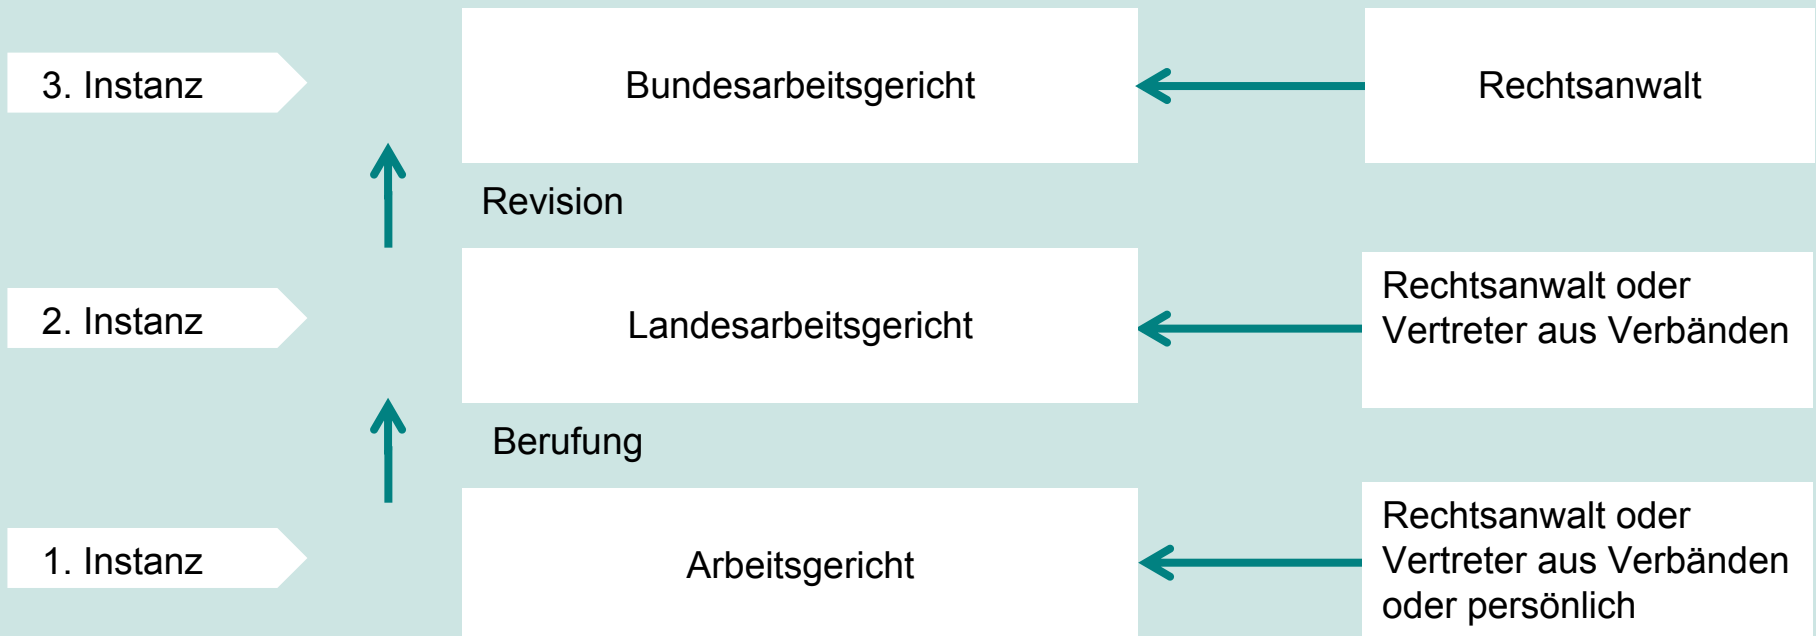 3. Instanz
Bundesarbeitsgericht
Rechtsanwalt
Revision
2. Instanz
Landesarbeitsgericht
Rechtsanwalt oder
Vertreter aus Verbänden
Berufung
1. Instanz
Arbeitsgericht
Rechtsanwalt oder
Vertreter aus Verbänden
oder persönlich